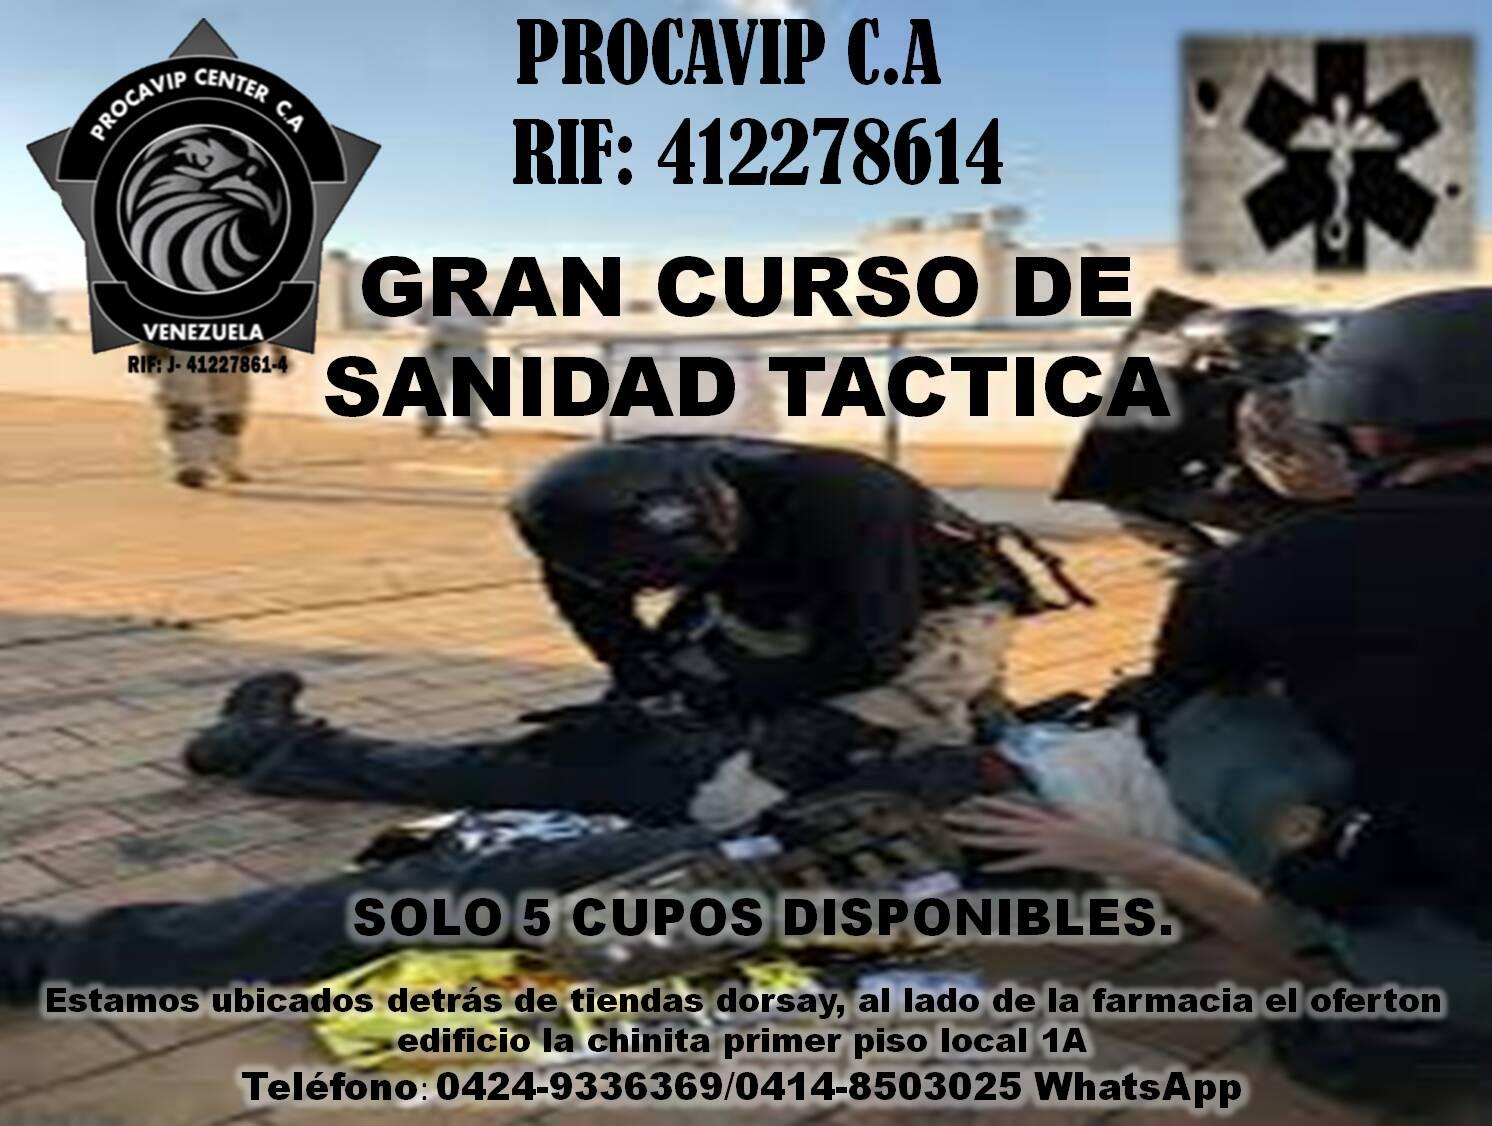 PROCAVIP C.A
RIF: 412278614
PROCAVIP CENTER C.A
VENEZUELA
RIF: J- 41227861-4
GRAN CURSO DE
SANIDAD TACTICA
SOLO 5 CUPOS DISPONIBLES.
Estamos ubicados detrás de tiendas dorsay, al lado de la farmacia el oferton
edificio la chinita primer piso local 1A
Teléfono: 0424-9336369/0414-8503025 WhatsApp